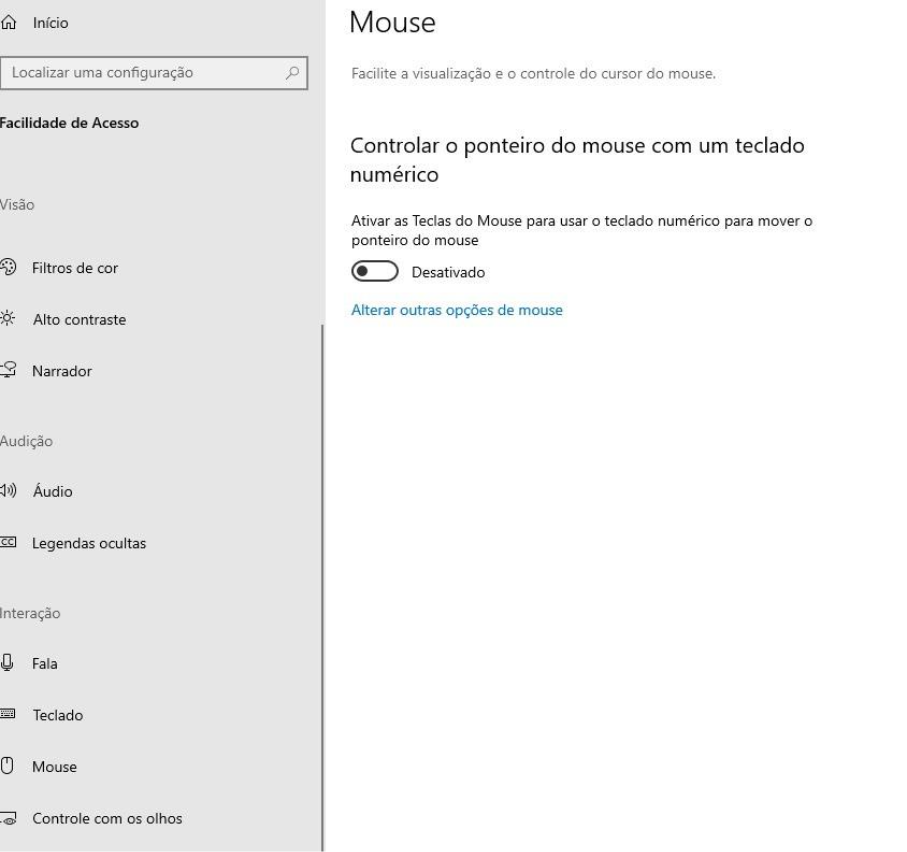 Início
Localizar uma configuração
Facilidade de Acesso
Visão
Filtros de cor
Alto contraste
Narrador
Audição
Áudio
CC
Legendas ocultas
Interação
Fala
Teclado
Mouse
Controle com os olhos
Mouse
Facilite a visualização e o controle do cursor do mouse.
Controlar o ponteiro do mouse com um teclado
numérico
Ativar as Teclas do Mouse para usar o teclado numérico para mover o
ponteiro do mouse
Desativado
Alterar outras opções de mouse